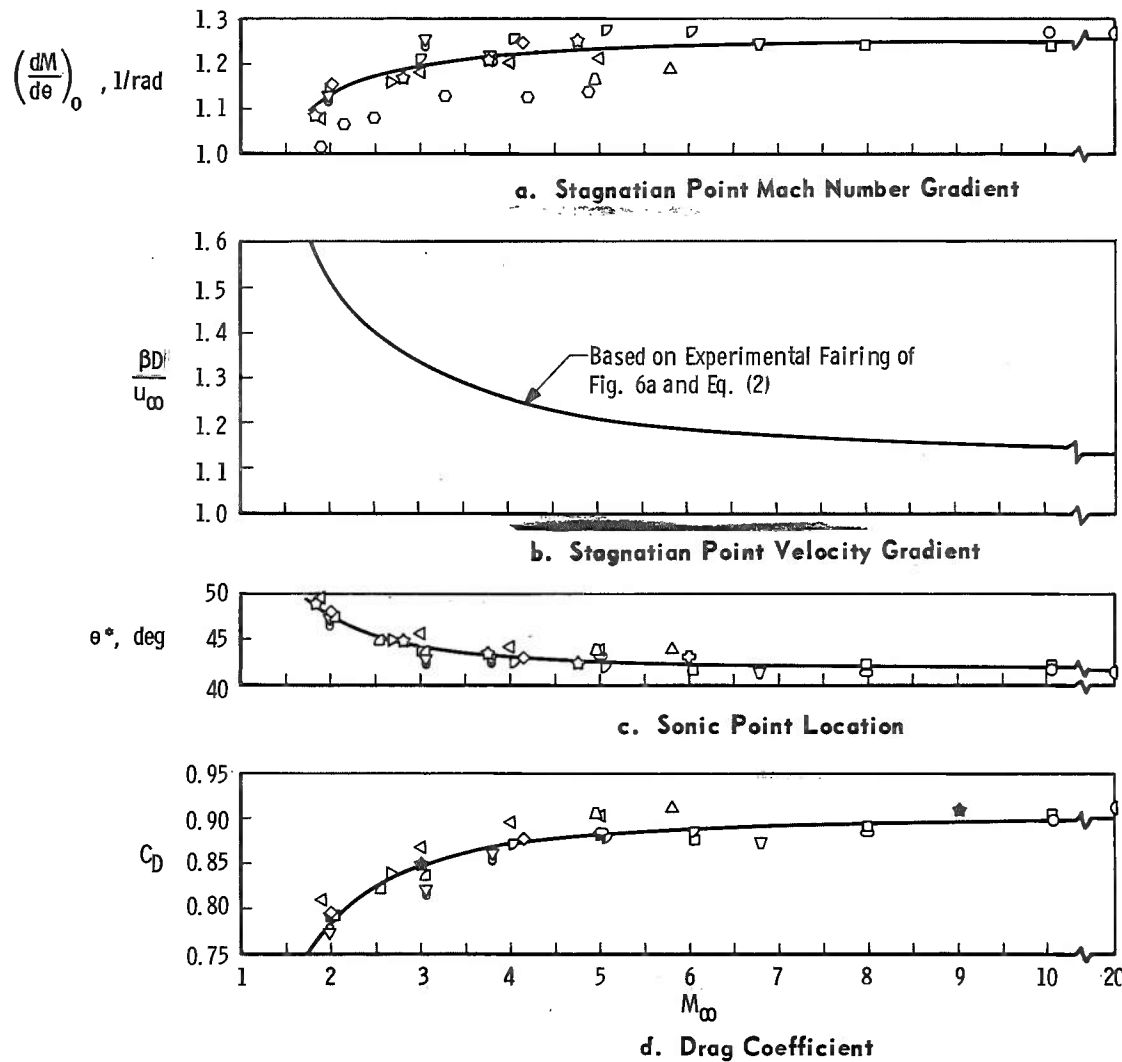 (dM/dθ)₀ , 1/rad
1.3
1.2
1.1
1.0
a. Stagnatian Point Mach Number Gradient
βD/u∞
1.6
1.5
1.4
1.3
1.2
1.1
1.0
Based on Experimental Fairing of
Fig. 6a and Eq. (2)
b. Stagnatian Point Velocity Gradient
θ*, deg
50
45
40
c. Sonic Point Location
C_D
0.95
0.90
0.85
0.80
0.75
1 2 3 4 5 6 7 8 9 10 20
M∞
d. Drag Coefficient